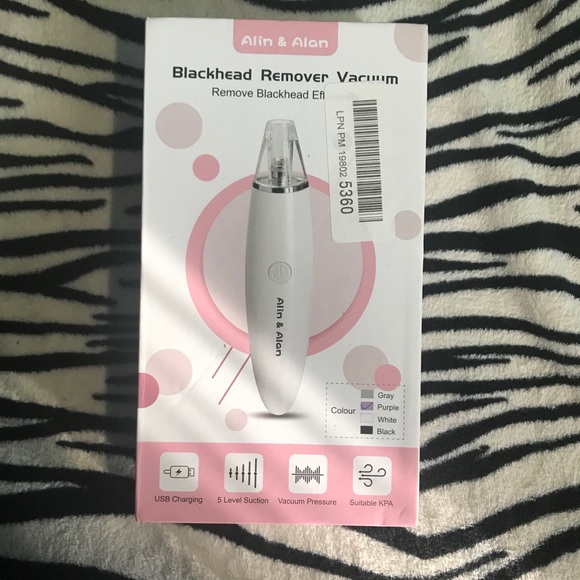 Alin & Alan
Blackhead Remover Vacuum
Remove Blackhead
LPN PM 19802 5360
Alin & Alan
Colour
Gray
Purple
White
Black
USB Charging
5 Level Suction
Vacuum Pressure
Suitable KPA